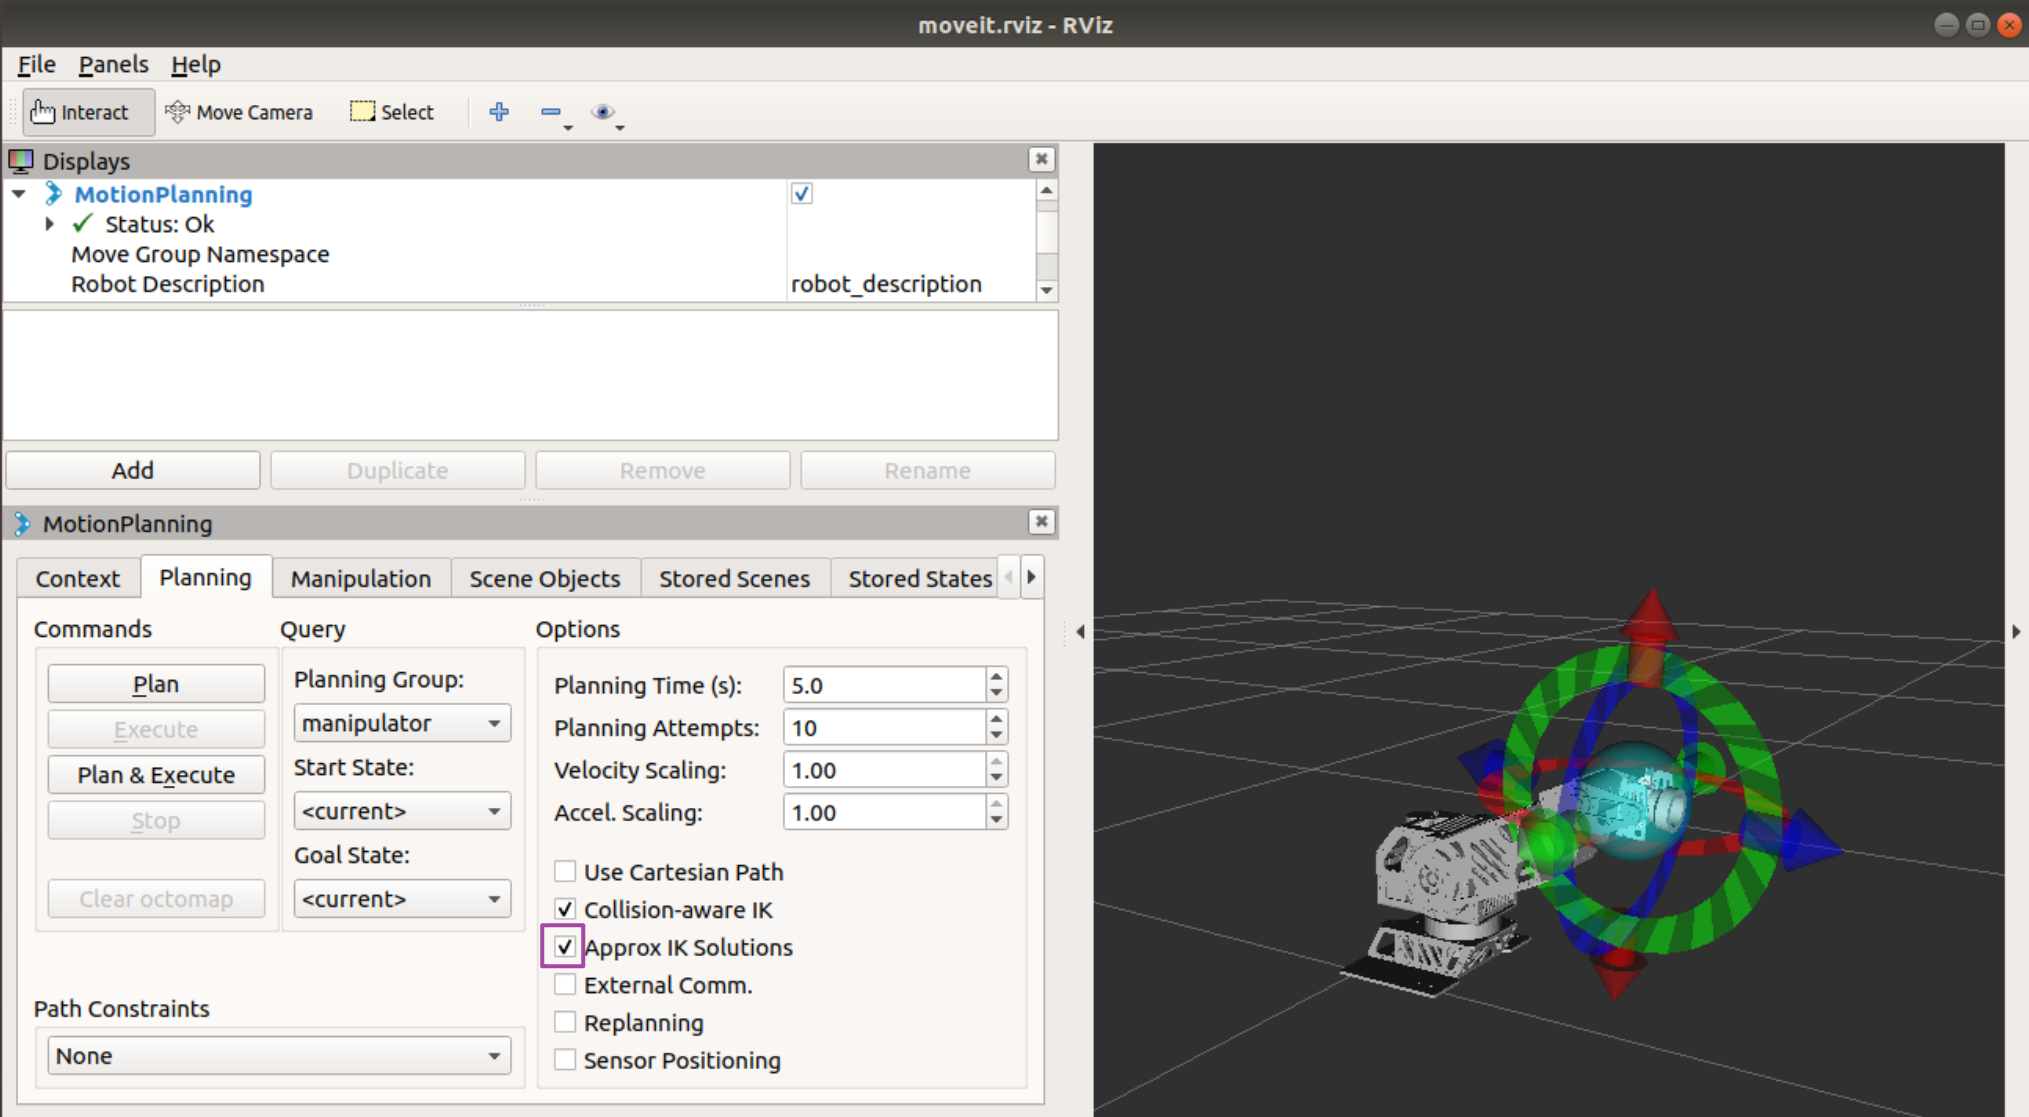 moveit.rviz - RViz
File Panels Help
Interact Move Camera Select
Displays
MotionPlanning
Status: Ok
Move Group Namespace
Robot Description robot_description
Add Duplicate Remove Rename
MotionPlanning
Context Planning Manipulation Scene Objects Stored Scenes Stored States
Commands
Plan
Execute
Plan & Execute
Stop
Clear octomap
Query
Planning Group:
manipulator
Start State:
<current>
Goal State:
<current>
Path Constraints
None
Options
Planning Time (s): 5.0
Planning Attempts: 10
Velocity Scaling: 1.00
Accel. Scaling: 1.00
Use Cartesian Path
Collision-aware IK
Approx IK Solutions
External Comm.
Replanning
Sensor Positioning